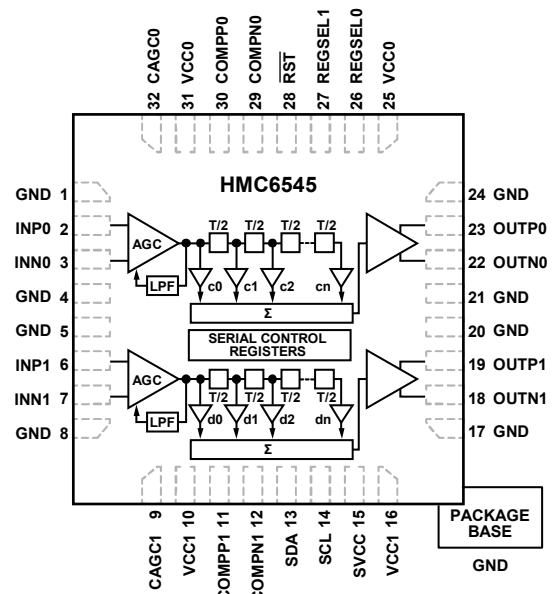 32 CAGC0
31 VCC0
30 COMPP0
29 COMPN0
28 RST
27 REGSEL1
26 REGSEL0
25 VCC0
HMC6545
GND 1
INP0 2
INN0 3
GND 4
GND 5
INP1 6
INN1 7
GND 8
24 GND
23 OUTP0
22 OUTN0
21 GND
20 GND
19 OUTP1
18 OUTN1
17 GND
AGC
T/2 T/2 T/2 T/2
LPF
c0 c1 c2 cn
Σ
SERIAL CONTROL
REGISTERS
AGC
T/2 T/2 T/2 T/2
LPF
d0 d1 d2 dn
Σ
CAGC1 9
VCC1 10
COMPP1 11
COMPN1 12
SDA 13
SCL 14
SVCC 15
VCC1 16
PACKAGE
BASE
GND